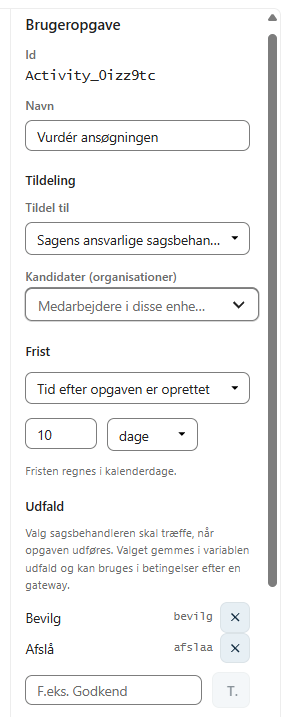 Brugeropgave
Id
Activity_0izz9tc
Navn
Vurdér ansøgningen
Tildeling
Tildel til
Sagens ansvarlige sagsbehan...
Kandidater (organisationer)
Medarbejdere i disse enhe...
Frist
Tid efter opgaven er oprettet
10 dage
Fristen regnes i kalenderdage.
Udfald
Valg sagsbehandleren skal træffe, når
opgaven udføres. Valget gemmes i variablen
udfald og kan bruges i betingelser efter en
gateway.
Bevilg bevilg ×
Afslå afslaa ×
F.eks. Godkend T.